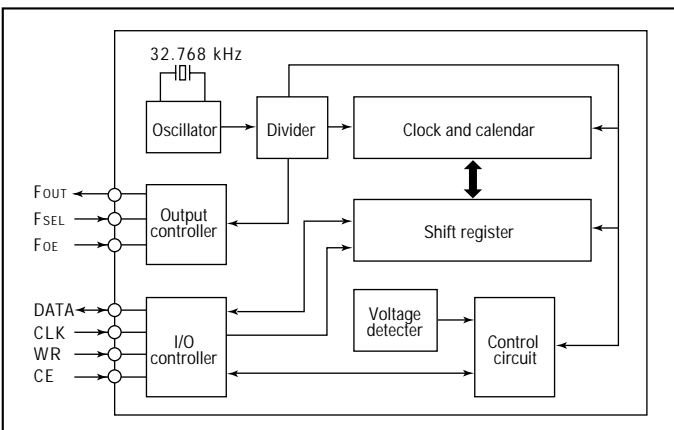 32.768 kHz
Oscillator
Divider
Clock and calendar
FOUT
FSEL
FOE
Output
controller
Shift register
DATA
CLK
WR
CE
I/O
controller
Voltage
detecter
Control
circuit